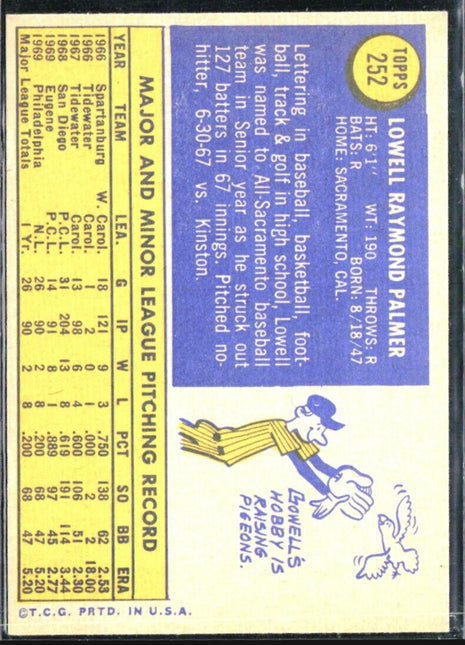 TOPPS
252
LOWELL RAYMOND PALMER
HT: 6'1" WT: 190 THROWS: R
BATS: R BORN: 8/18/47
HOME: SACRAMENTO, CAL.
Lettering in baseball, basketball, foot-
ball, track & golf in high school, Lowell
was named to All-Sacramento baseball
team in Senior year as he struck out
127 batters in 67 innings. Pitched no-
hitter, 6-30-67 vs. Kinston.
LOWELL'S
HOBBY IS
RAISING
PIGEONS.
MAJOR AND MINOR LEAGUE PITCHING RECORD
YEAR TEAM LEA. G IP W L PCT SO BB ERA
1966 Spartanburg W. Carol. 18 121 9 3 .750 138 62 2.53
1966 Tidewater Carol. 1 2 0 1 .000 2 2 18.00
1967 Tidewater Carol. 13 98 6 4 .600 106 51 2.30
1968 San Diego P.C.L. 31 204 13 8 .619 191 114 3.44
1969 Eugene P.C.L. 14 91 8 1 .889 97 45 2.77
1969 Philadelphia N.L. 26 90 2 8 .200 68 47 5.20
Major League Totals 1 Yr. 26 90 2 8 .200 68 47 5.20
©T.C.G. PRTD. IN U.S.A.